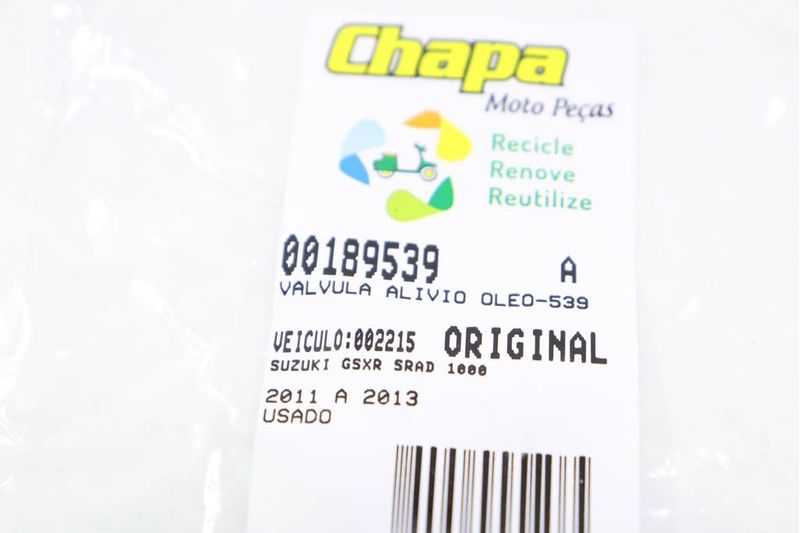 Chapa
Moto Peças
Recicle
Renove
Reutilize
00189539 A
VALVULA ALIVIO OLEO-539
VEICULO:002215 ORIGINAL
SUZUKI GSXR SRAD 1000
2011 A 2013
USADO